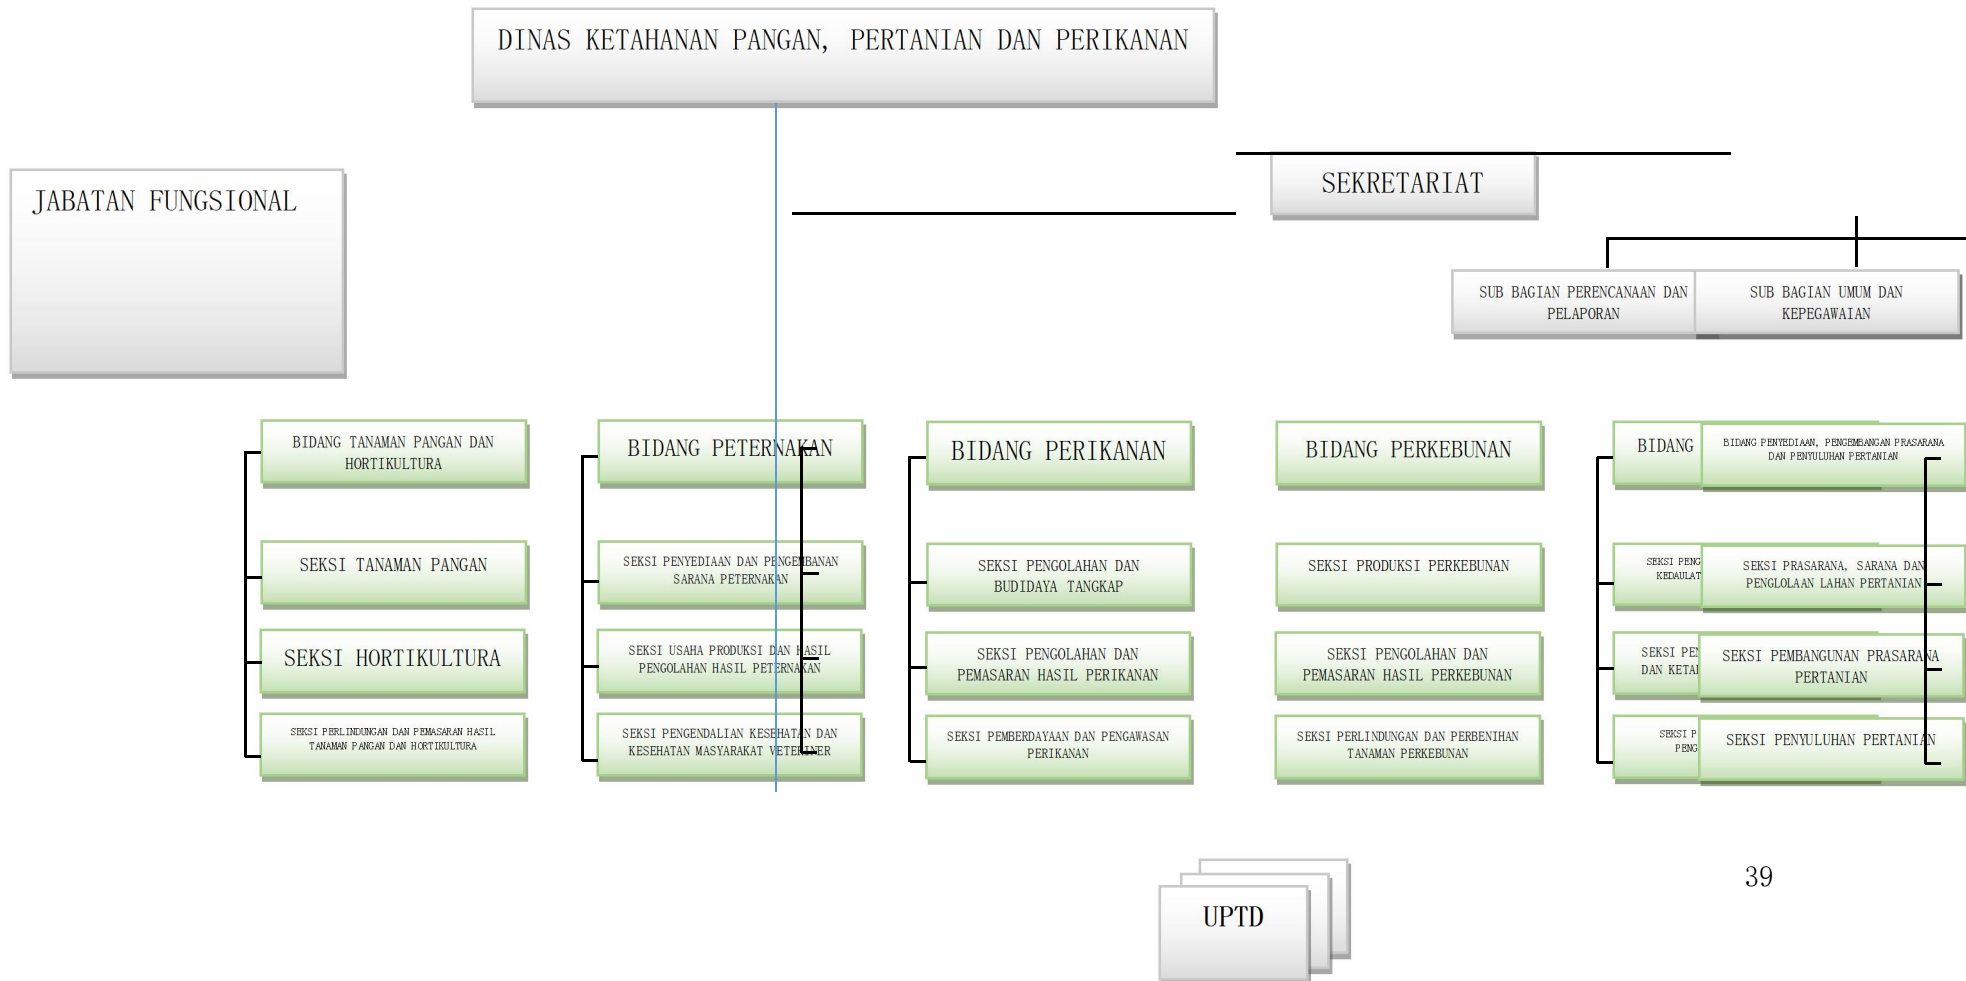 DINAS KETAHANAN PANGAN, PERTANIAN DAN PERIKANAN
JABATAN FUNGSIONAL
SEKRETARIAT
SUB BAGIAN PERENCANAAN DAN
PELAPORAN
SUB BAGIAN UMUM DAN
KEPEGAWAIAN
BIDANG TANAMAN PANGAN DAN
HORTIKULTURA
SEKSI TANAMAN PANGAN
SEKSI HORTIKULTURA
SEKSI PERLINDUNGAN DAN PEMASARAN HASIL
TANAMAN PANGAN DAN HORTIKULTURA
BIDANG PETERNAKAN
SEKSI PENYEDIAAN DAN PENGEMBANAN
SARANA PETERNAKAN
SEKSI USAHA PRODUKSI DAN HASIL
PENGOLAHAN HASIL PETERNAKAN
SEKSI PENGENDALIAN KESEHATAN DAN
KESEHATAN MASYARAKAT VETERINER
BIDANG PERIKANAN
SEKSI PENGOLAHAN DAN
BUDIDAYA TANGKAP
SEKSI PENGOLAHAN DAN
PEMASARAN HASIL PERIKANAN
SEKSI PEMBERDAYAAN DAN PENGAWASAN
PERIKANAN
BIDANG PERKEBUNAN
SEKSI PRODUKSI PERKEBUNAN
SEKSI PENGOLAHAN DAN
PEMASARAN HASIL PERKEBUNAN
SEKSI PERLINDUNGAN DAN PERBENIHAN
TANAMAN PERKEBUNAN
BIDANG
SEKSI
SEKSI
DAN
SEKSI
BIDANG PENYEDIAAN, PENGEMBANGAN PRASARANA
DAN PENYULUHAN PERTANIAN
SEKSI PRASARANA, SARANA DAN
PENGLOLAAN LAHAN PERTANIAN
SEKSI PEMBANGUNAN PRASARANA
PERTANIAN
SEKSI PENYULUHAN PERTANIAN
39
UPTD